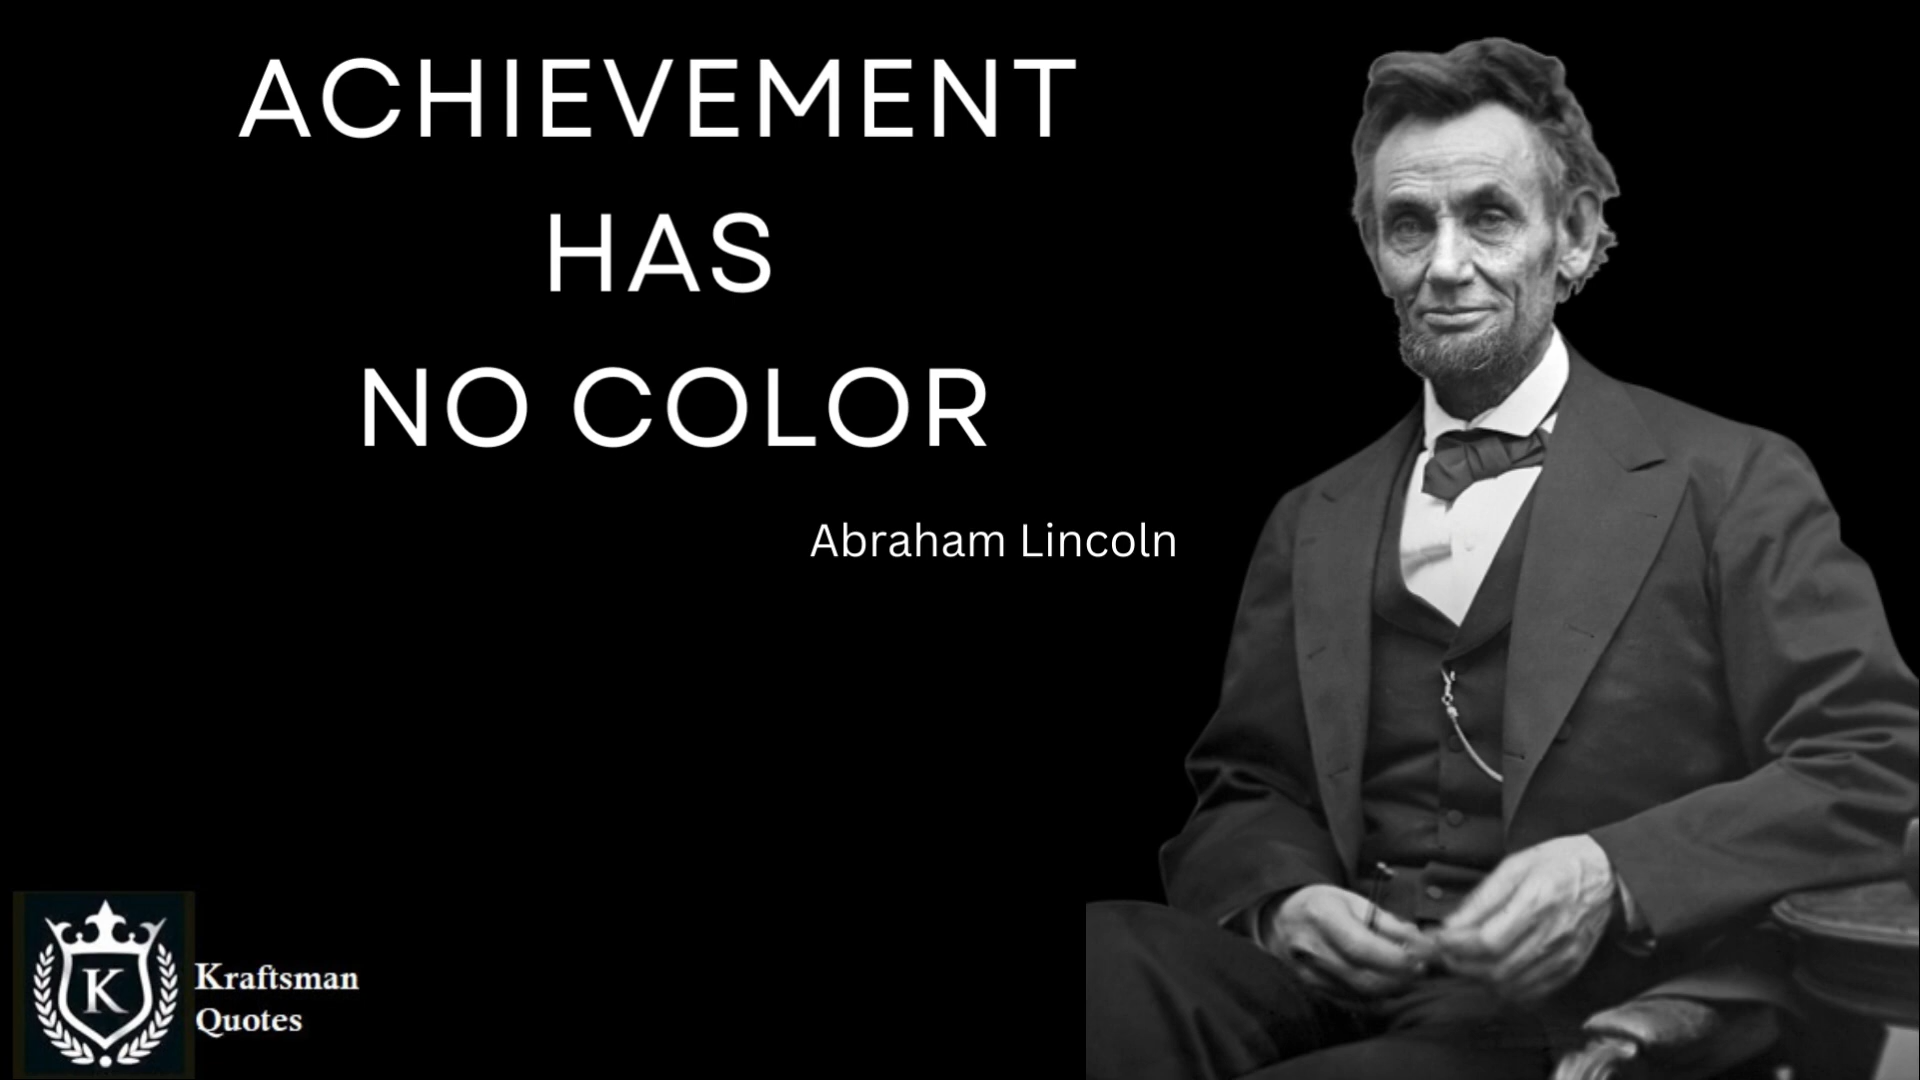 ACHIEVEMENT
HAS
NO COLOR
Abraham Lincoln
K
Kraftsman
Quotes